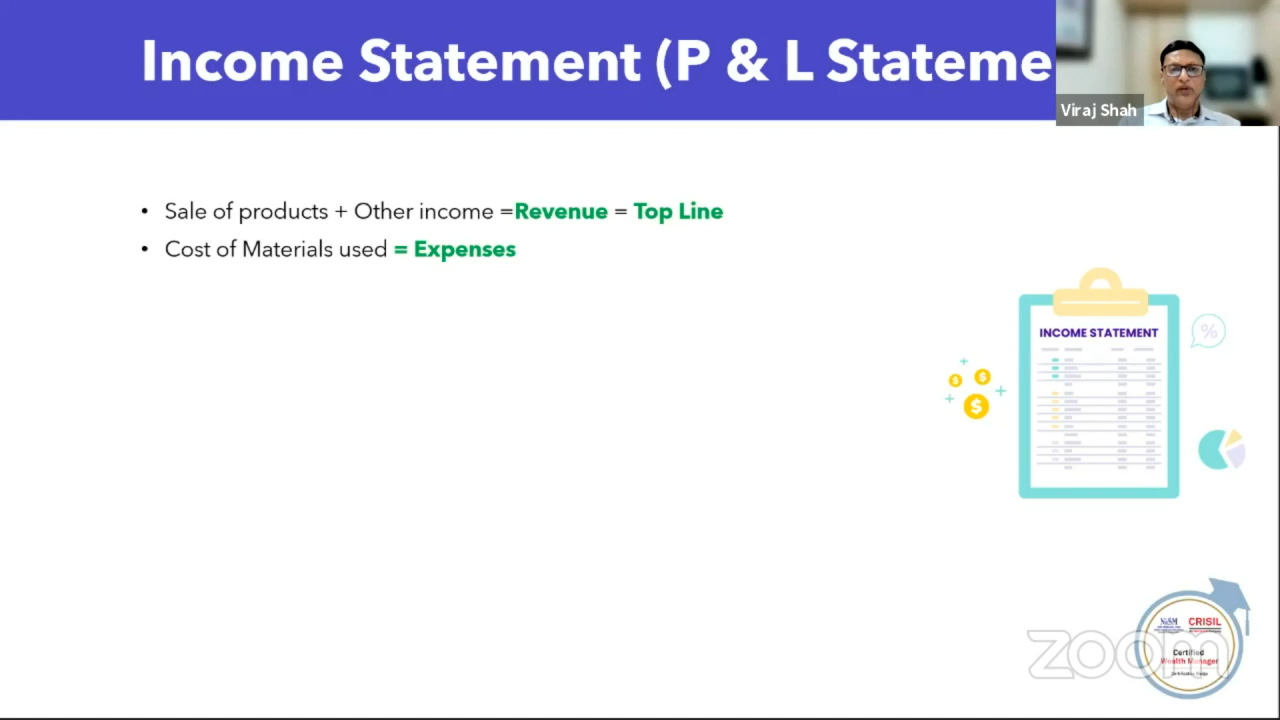 Income Statement (P & L Stateme
Viraj Shah
• Sale of products + Other income =Revenue = Top Line
• Cost of Materials used = Expenses
INCOME STATEMENT
%
$
$
$
NISM
CRISIL
Certified
Wealth Manager
zoom